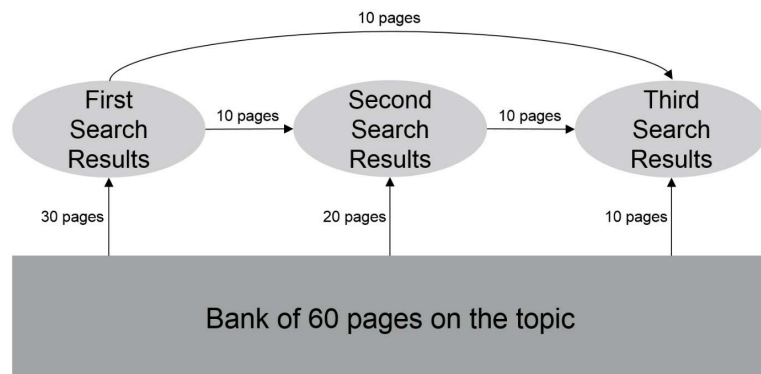 10 pages
First
Search
Results
10 pages
Second
Search
Results
10 pages
Third
Search
Results
30 pages
20 pages
10 pages
Bank of 60 pages on the topic